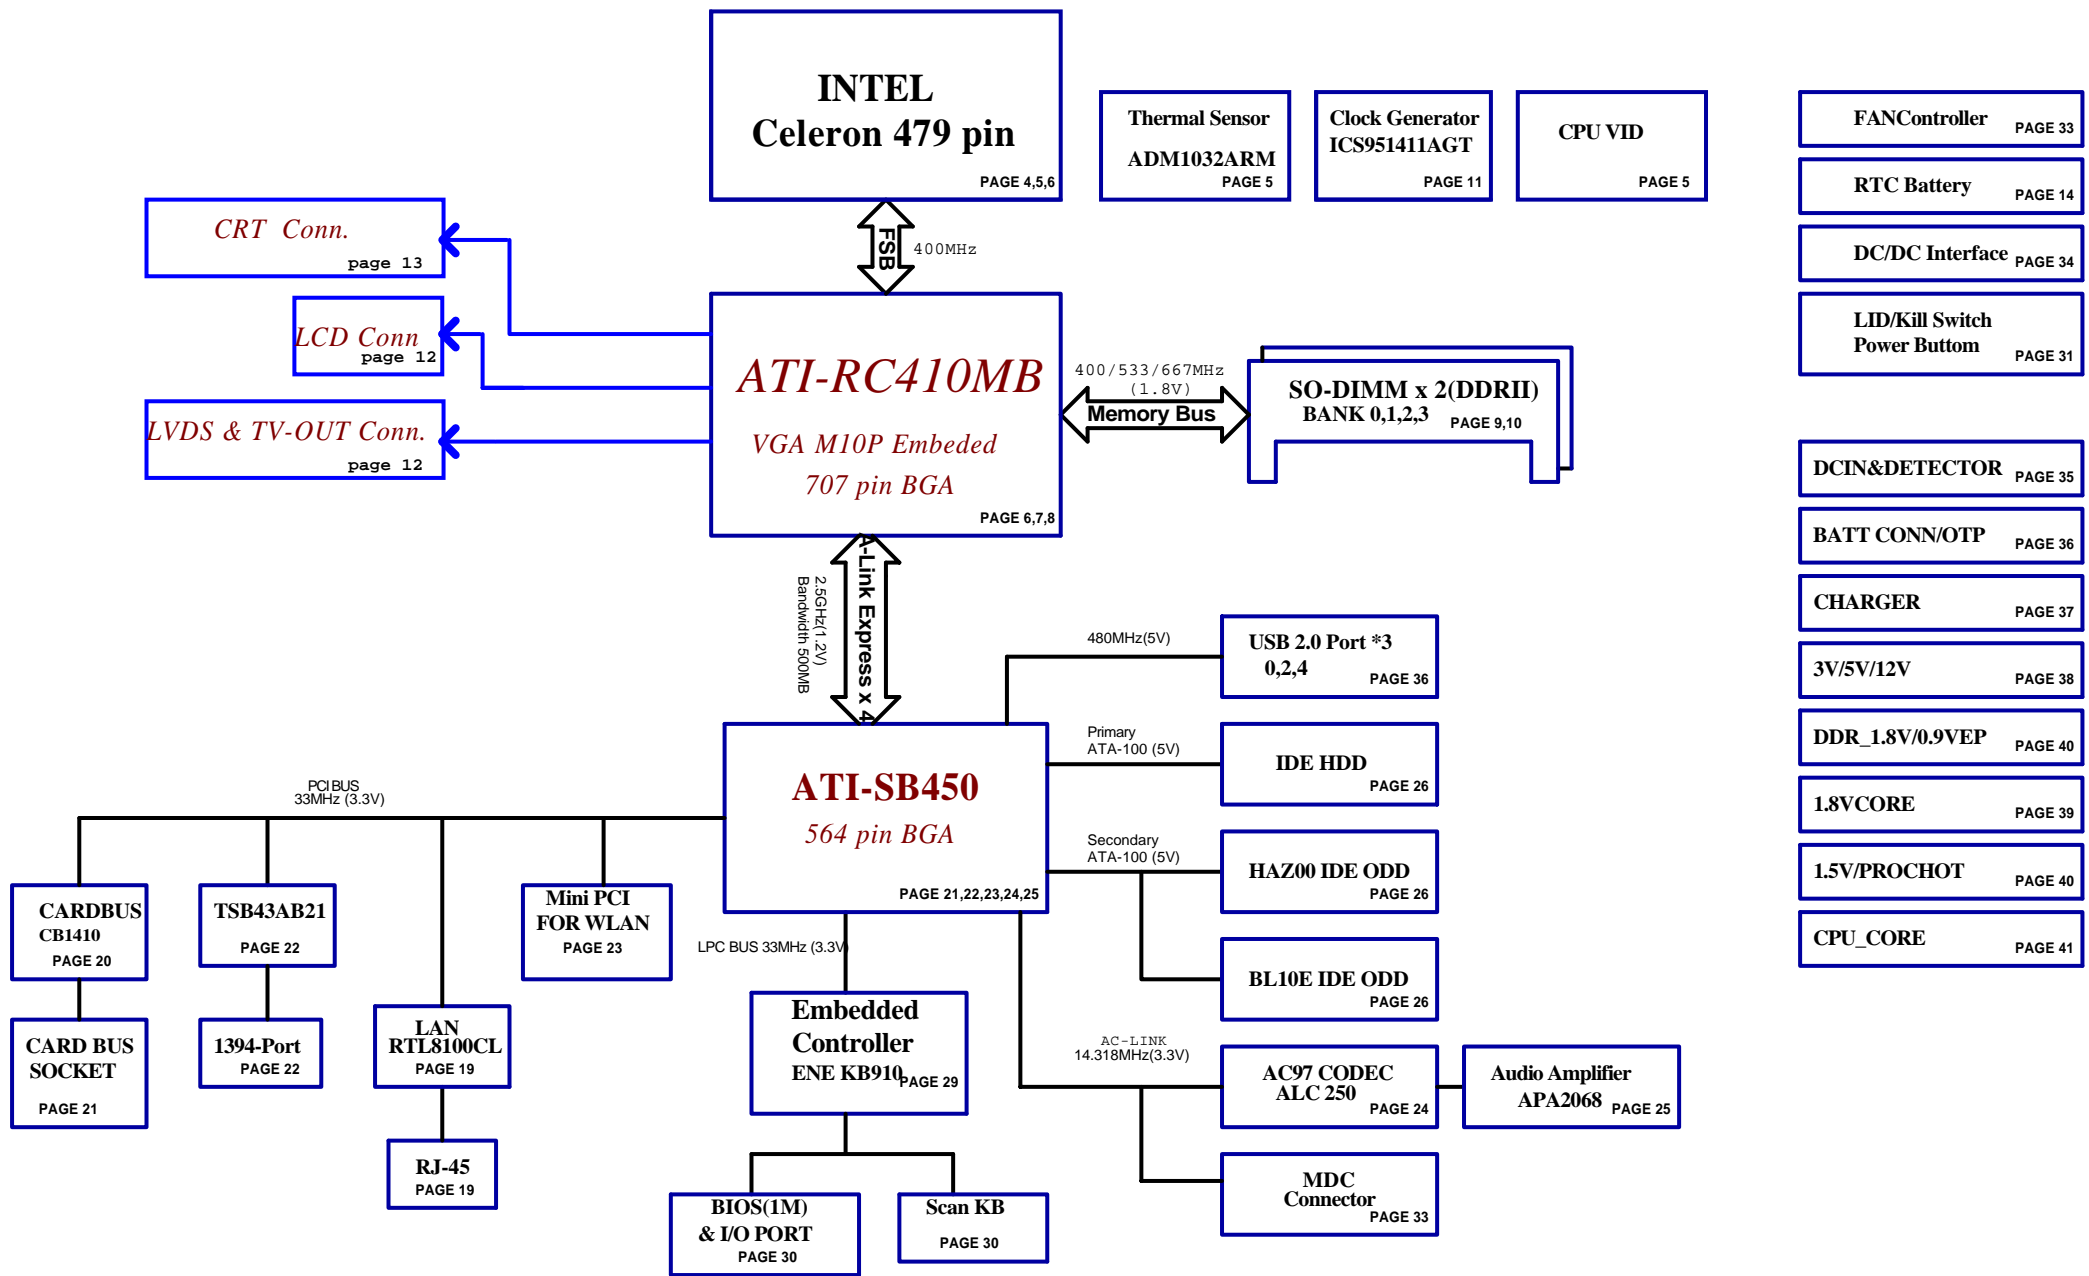 INTEL
Celeron 479 pin
PAGE 4,5,6
Thermal Sensor
ADM1032ARM
PAGE 5
Clock Generator
ICS951411AGT
PAGE 11
CPU VID
PAGE 5
FANController
PAGE 33
RTC Battery
PAGE 14
DC/DC Interface
PAGE 34
LID/Kill Switch
Power Buttom
PAGE 31
CRT Conn.
page 13
LCD Conn
page 12
LVDS & TV-OUT Conn.
page 12
FSB
400MHz
ATI-RC410MB
VGA M10P Embeded
707 pin BGA
PAGE 6,7,8
400/533/667MHz
(1.8V)
Memory Bus
SO-DIMM x 2(DDRII)
BANK 0,1,2,3
PAGE 9,10
DCIN&DETECTOR
PAGE 35
BATT CONN/OTP
PAGE 36
CHARGER
PAGE 37
3V/5V/12V
PAGE 38
DDR_1.8V/0.9VEP
PAGE 40
1.8VCORE
PAGE 39
1.5V/PROCHOT
PAGE 40
CPU_CORE
PAGE 41
A-Link Express x 4
2.5GHz(1.2V)
Bandwidth 500MB
480MHz(5V)
USB 2.0 Port *3
0,2,4
PAGE 36
Primary
ATA-100 (5V)
IDE HDD
PAGE 26
ATI-SB450
564 pin BGA
PAGE 21,22,23,24,25
Secondary
ATA-100 (5V)
HAZ00 IDE ODD
PAGE 26
BL10E IDE ODD
PAGE 26
PCI BUS
33MHz (3.3V)
CARDBUS
CB1410
PAGE 20
TSB43AB21
PAGE 22
Mini PCI
FOR WLAN
PAGE 23
LPC BUS 33MHz (3.3V)
CARD BUS
SOCKET
PAGE 21
1394-Port
PAGE 22
LAN
RTL8100CL
PAGE 19
RJ-45
PAGE 19
Embedded
Controller
ENE KB910
PAGE 29
BIOS(1M)
& I/O PORT
PAGE 30
Scan KB
PAGE 30
AC-LINK
14.318MHz(3.3V)
AC97 CODEC
ALC 250
PAGE 24
Audio Amplifier
APA2068
PAGE 25
MDC
Connector
PAGE 33